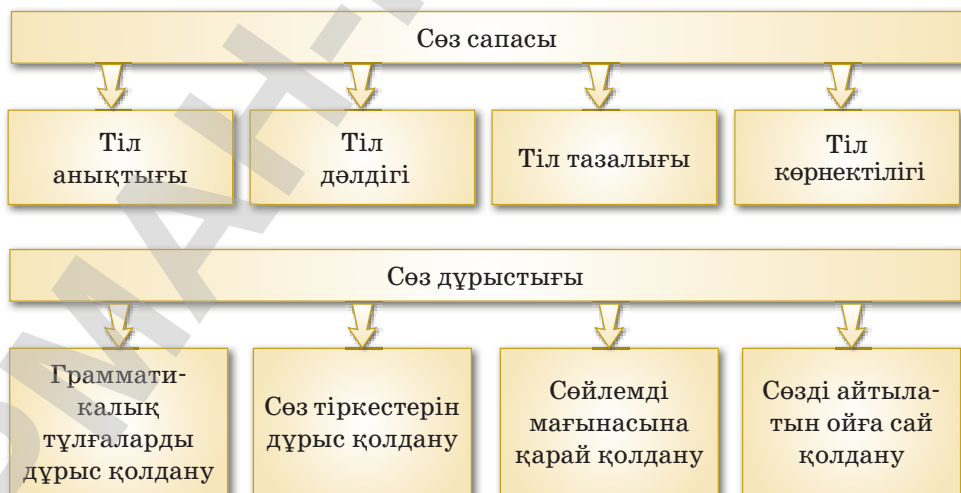 Сөз сапасы
Тіл
анықтығы
Тіл
дәлдігі
Тіл тазалығы
Тіл
көрнектілігі
Сөз дұрыстығы
Граммати-
калық
тұлғаларды
дұрыс қолдану
Сөз тіркестерін
дұрыс қолдану
Сөйлемді
мағынасына
қарай қолдану
Сөзді айтыла-
тын ойға сай
қолдану